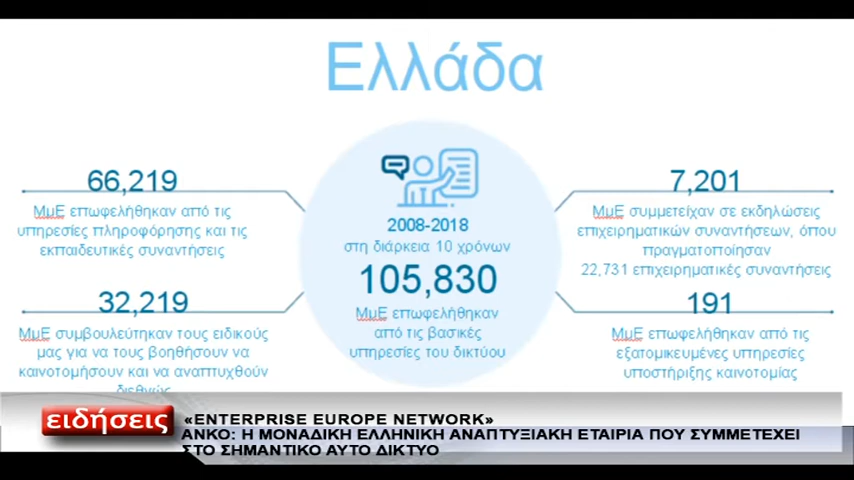 Ελλάδα
66,219
ΜμΕ επωφελήθηκαν από τις
υπηρεσίες πληροφόρησης και τις
εκπαιδευτικές συναντήσεις
32,219
ΜμΕ συμβουλεύτηκαν τους ειδικούς
μας για να τους βοηθήσουν να
καινοτομήσουν και να αναπτυχθούν
διεθνώς
2008-2018
στη διάρκεια 10 χρόνων
105,830
ΜμΕ επωφελήθηκαν
από τις βασικές
υπηρεσίες του δικτύου
7,201
ΜμΕ συμμετείχαν σε εκδηλώσεις
επιχειρηματικών συναντήσεων, όπου
πραγματοποίησαν
22,731 επιχειρηματικές συναντήσεις
191
ΜμΕ επωφελήθηκαν από τις
εξατομικευμένες υπηρεσίες
υποστήριξης καινοτομίας
ειδήσεις
«ENTERPRISE EUROPE NETWORK»
ΑΝΚΟ: Η ΜΟΝΑΔΙΚΗ ΕΛΛΗΝΙΚΗ ΑΝΑΠΤΥΞΙΑΚΗ ΕΤΑΙΡΙΑ ΠΟΥ ΣΥΜΜΕΤΕΧΕΙ
ΣΤΟ ΣΗΜΑΝΤΙΚΟ ΑΥΤΟ ΔΙΚΤΥΟ